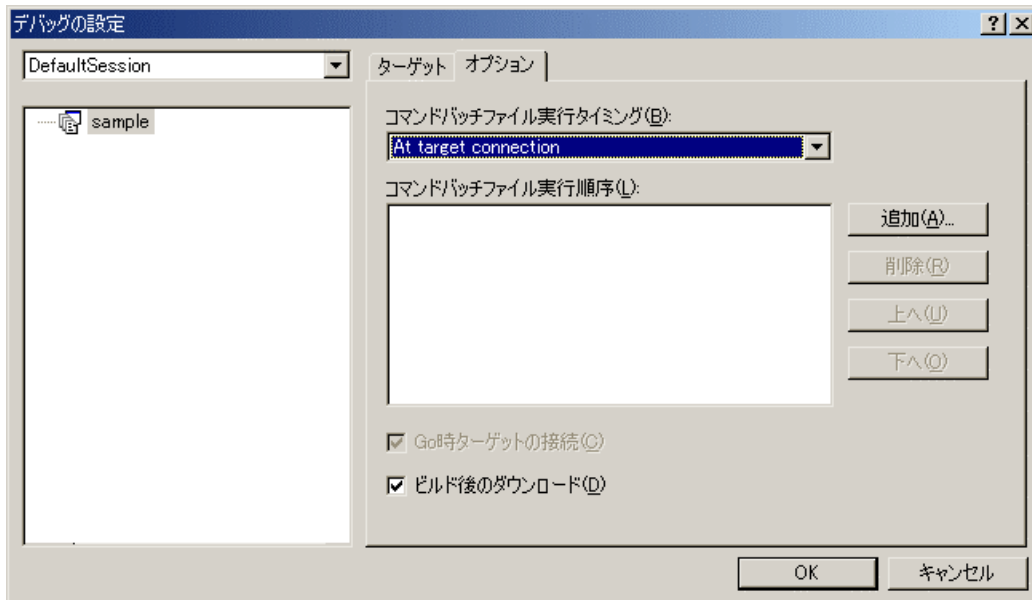 デバッグの設定
DefaultSession
sample
ターゲット オプション
コマンドバッチファイル実行タイミング(B):
At target connection
コマンドバッチファイル実行順序(L):
追加(A)...
削除(R)
上へ(U)
下へ(O)
Go時ターゲットの接続(C)
ビルド後のダウンロード(D)
OK キャンセル